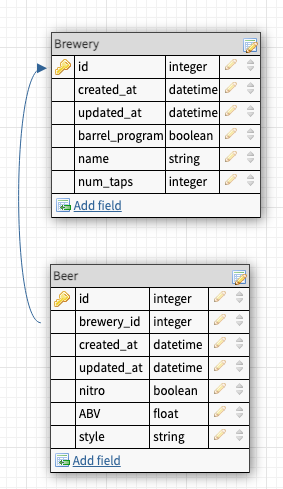 Brewery
id integer
created_at datetime
updated_at datetime
barrel_program boolean
name string
num_taps integer
Add field
Beer
id integer
brewery_id integer
created_at datetime
updated_at datetime
nitro boolean
ABV float
style string
Add field